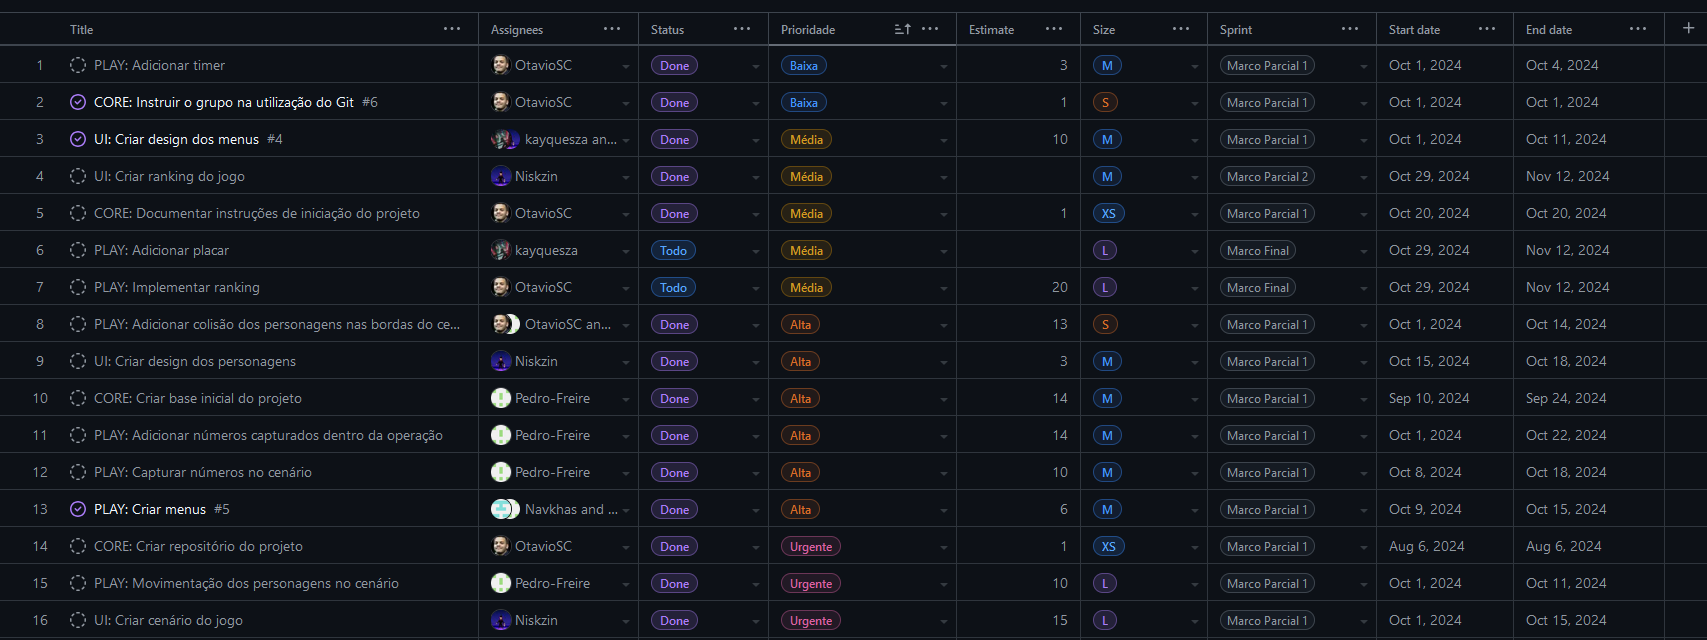 Title ... Assignees ... Status ... Prioridade ... Estimate ... Size ... Sprint ... Start date ... End date ... +
1 PLAY: Adicionar timer OtavioSC Done Baixa 3 M Marco Parcial 1 Oct 1, 2024 Oct 4, 2024
2 CORE: Instruir o grupo na utilização do Git #6 OtavioSC Done Baixa 1 S Marco Parcial 1 Oct 1, 2024 Oct 1, 2024
3 UI: Criar design dos menus #4 kayquesza an... Done Média 10 M Marco Parcial 1 Oct 1, 2024 Oct 11, 2024
4 UI: Criar ranking do jogo Niskzin Done Média M Marco Parcial 2 Oct 29, 2024 Nov 12, 2024
5 CORE: Documentar instruções de iniciação do projeto OtavioSC Done Média 1 XS Marco Parcial 1 Oct 20, 2024 Oct 20, 2024
6 PLAY: Adicionar placar kayquesza Todo Média L Marco Final Oct 29, 2024 Nov 12, 2024
7 PLAY: Implementar ranking OtavioSC Todo Média 20 L Marco Final Oct 29, 2024 Nov 12, 2024
8 PLAY: Adicionar colisão dos personagens nas bordas do ce... OtavioSC an... Done Alta 13 S Marco Parcial 1 Oct 1, 2024 Oct 14, 2024
9 UI: Criar design dos personagens Niskzin Done Alta 3 M Marco Parcial 1 Oct 15, 2024 Oct 18, 2024
10 CORE: Criar base inicial do projeto Pedro-Freire Done Alta 14 M Marco Parcial 1 Sep 10, 2024 Sep 24, 2024
11 PLAY: Adicionar números capturados dentro da operação Pedro-Freire Done Alta 14 M Marco Parcial 1 Oct 1, 2024 Oct 22, 2024
12 PLAY: Capturar números no cenário Pedro-Freire Done Alta 10 M Marco Parcial 1 Oct 8, 2024 Oct 18, 2024
13 PLAY: Criar menus #5 Navkhas and ... Done Alta 6 M Marco Parcial 1 Oct 9, 2024 Oct 15, 2024
14 CORE: Criar repositório do projeto OtavioSC Done Urgente 1 XS Marco Parcial 1 Aug 6, 2024 Aug 6, 2024
15 PLAY: Movimentação dos personagens no cenário Pedro-Freire Done Urgente 10 L Marco Parcial 1 Oct 1, 2024 Oct 11, 2024
16 UI: Criar cenário do jogo Niskzin Done Urgente 15 L Marco Parcial 1 Oct 1, 2024 Oct 15, 2024